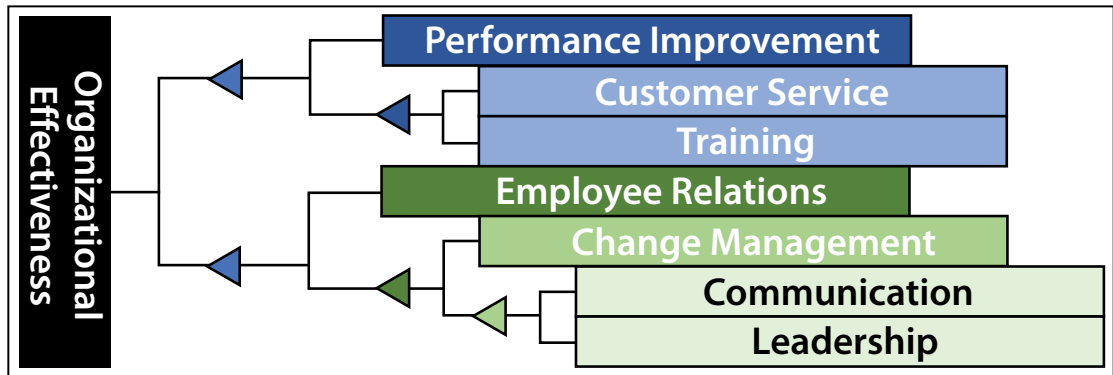 Organizational
Effectiveness
Performance Improvement
Customer Service
Training
Employee Relations
Change Management
Communication
Leadership